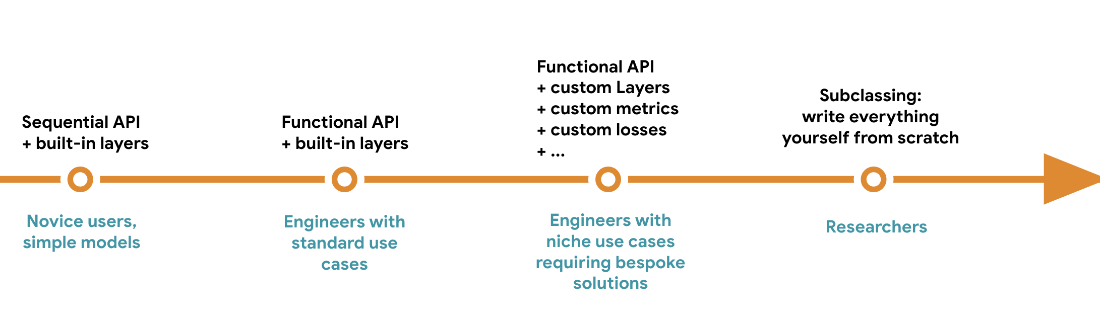 Sequential API
+ built-in layers
Functional API
+ built-in layers
Functional API
+ custom Layers
+ custom metrics
+ custom losses
+ ...
Subclassing:
write everything
yourself from scratch
Novice users,
simple models
Engineers with
standard use
cases
Engineers with
niche use cases
requiring bespoke
solutions
Researchers